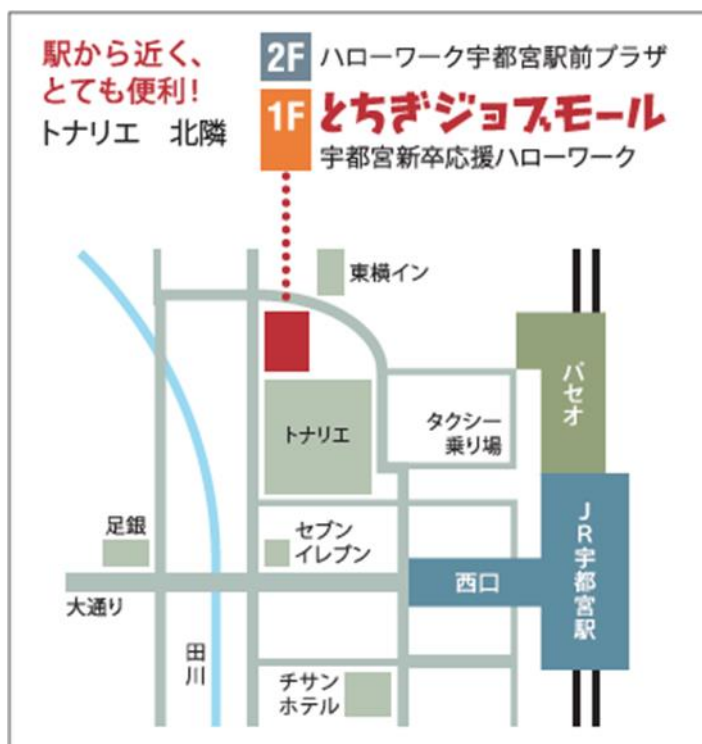 駅から近く、
とても便利！
トナリエ　北隣
2F ハローワーク宇都宮駅前プラザ
1F とちぎジョブモール
宇都宮新卒応援ハローワーク
東横イン
パセオ
トナリエ
タクシー
乗り場
足銀
セブン
イレブン
JR宇都宮駅
西口
大通り
田川
チサン
ホテル